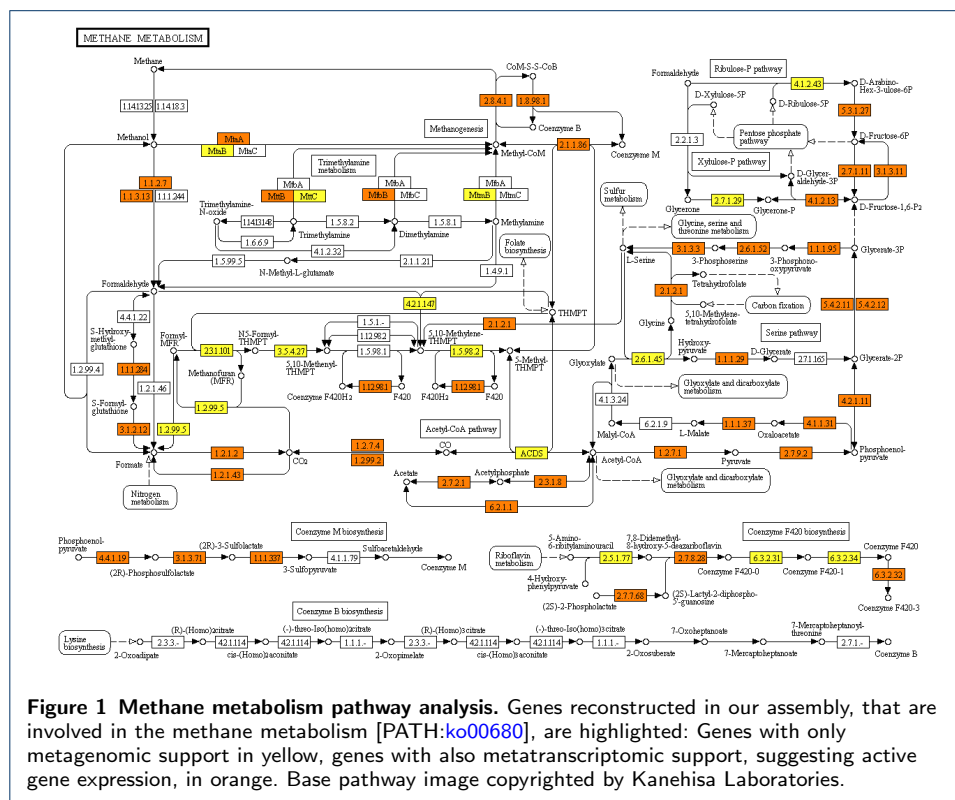 METHANE METABOLISM
Methane
CoM-S-S-CoB
Formaldehyde
Ribulose-P pathway
4.1.2.43
D-Arabino-
Hex-3-ulose-6P
D-Xylulose-5P
D-Ribulose-5P
1.14.13.25 1.14.18.3
2.8.4.1 1.8.98.1
5.3.1.27
Methanol
MtaA
MtaB MtaC
Methanogenesis
Coenzyme B
Methyl-CoM
2.1.1.86
Coenzyeme M
2.2.1.3
Pentose phosphate
pathway
D-Fructose-6P
Xylulose-P pathway
Trimethylamine
metabolism
MtbA
MttB MttC
MtbA
MtbB MtbC
MtbA
MtmB MtmC
1.1.2.7
1.1.3.13 1.1.1.244
Sulfur
metabolism
D-Glycer-
aldehyde-3P
2.7.1.11 3.1.3.11
2.7.1.29
4.1.2.13
Glycerone
Glycerone-P
D-Fructose-1,6-P2
Trimethylamine-
N-oxide
1.14.13.148
1.5.8.2
1.5.8.1
Trimethylamine
Dimethylamine
Methylamine
1.6.6.9
4.1.2.32
Glycine, serine and
threonine metabolism
Folate
biosynthesis
1.5.99.5
2.1.1.21
N-Methyl-L-glutamate
1.4.9.1
L-Serine
3.1.3.3
2.6.1.52
1.1.1.95
Glycerate-3P
3-Phosphoserine
3-Phosphono-
oxypyruvate
Formaldehyde
Tetrahydrofolate
2.1.2.1
Carbon fixation
5.4.2.11 5.4.2.12
4.2.1.147
THMPT
5,10-Methylene-
tetrahydrofolate
4.4.1.22
S-Hydroxy-
methyl-
glutathione
Formyl-
MFR
N5-Formyl-
THMPT
1.5.1.-
1.12.98.2
1.5.98.1
5,10-Methylene-
THMPT
2.1.2.1
Glycine
Serine pathway
2.3.1.101
3.5.4.27
1.5.98.2
5-Methyl-
THMPT
Glyoxylate
2.6.1.45
Hydroxy-
pyruvate
1.1.1.29
D-Glycerate
2.7.1.165
Glycerate-2P
1.2.99.4
1.1.1.284
Methanofuran
(MFR)
5,10-Methenyl-
THMPT
1.2.1.46
1.12.98.1
1.12.98.1
Coenzyme F420H2
F420
F420H2
F420
Glyoxylate and dicarboxylate
metabolism
S-Formyl-
glutathione
1.2.99.5
4.1.3.24
4.2.1.11
3.1.2.12
1.2.99.5
Acetyl-CoA pathway
Malyl-CoA
6.2.1.9
1.1.1.37
4.1.1.31
L-Malate
Oxaloacetate
Formate
1.2.1.2
CO2
1.2.7.4
1.2.99.2
CO
ACDS
Acetyl-CoA
1.2.7.1
Pyruvate
2.7.9.2
Phosphoenol-
pyruvate
1.2.1.43
Acetate
2.7.2.1
Acetylphosphate
2.3.1.8
Glyoxylate and dicarboxylate
metabolism
Nitrogen
metabolism
6.2.1.1
Coenzyme M biosynthesis
Coenzyme F420 biosynthesis
Phosphoenol-
pyruvate
4.4.1.19
3.1.3.71
(2R)-3-Sulfolactate
1.1.1.337
4.1.1.79
Sulfoacetaldehyde
(2R)-Phosphosulfolactate
3-Sulfopyruvate
Coenzyme M
Riboflavin
metabolism
5-Amino-
6-ribitylaminouracil
2.5.1.77
7,8-Didemethyl-
8-hydroxy-5-deazariboflavin
2.7.8.28
6.3.2.31
6.3.2.34
Coenzyme F420
Coenzyme F420-0
Coenzyme F420-1
4-Hydroxy-
phenylpyruvate
6.3.2.32
2.7.7.68
(2S)-2-Phospholactate
(2S)-Lactyl-2-diphospho-
5'-guanosine
Coenzyme F420-3
Coenzyme B biosynthesis
Lysine
biosynthesis
2.3.3.-
(R)-(Homo)2citrate
4.2.1.114
4.2.1.114
(-)-threo-Iso(homo)2citrate
1.1.1.-
2.3.3.-
(R)-(Homo)3citrate
4.2.1.114
4.2.1.114
(-)-threo-Iso(homo)3citrate
1.1.1.-
7-Oxoheptanoate
7-Mercaptoheptanoyl-
threonine
2.7.1.-
2-Oxoadipate
cis-(Homo)2aconitate
2-Oxopimelate
cis-(Homo)3aconitate
2-Oxosuberate
7-Mercaptoheptanoate
Coenzyme B
Figure 1 Methane metabolism pathway analysis. Genes reconstructed in our assembly, that are
involved in the methane metabolism [PATH:ko00680], are highlighted: Genes with only
metagenomic support in yellow, genes with also metatranscriptomic support, suggesting active
gene expression, in orange. Base pathway image copyrighted by Kanehisa Laboratories.